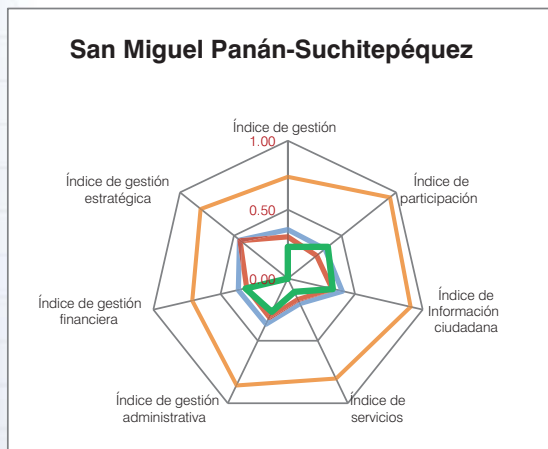 San Miguel Panán-Suchitepéquez
Índice de gestión
1.00
Índice de gestión
estratégica
Índice de
participación
0.50
0.00
Índice de gestión
financiera
Índice de
Información
ciudadana
Índice de gestión
administrativa
Índice de
servicios